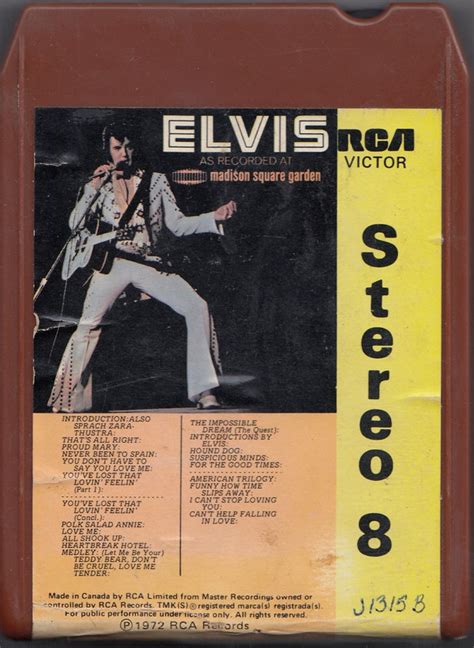 ELVIS
AS RECORDED AT
madison square garden
RCA
VICTOR
Stereo 8
INTRODUCTION:ALSO
SPRACH ZARA-
THUSTRA:
THAT'S ALL RIGHT:
PROUD MARY:
NEVER BEEN TO SPAIN:
YOU DON'T HAVE TO
SAY YOU LOVE ME:
YOU'VE LOST THAT
LOVIN' FEELIN'
(Part 1):
YOU'VE LOST THAT
LOVIN' FEELIN'
(Concl.):
POLK SALAD ANNIE:
LOVE ME:
ALL SHOOK UP:
HEARTBREAK HOTEL:
MEDLEY: (Let Me Be Your)
TEDDY BEAR, DON'T
BE CRUEL, LOVE ME
TENDER:
THE IMPOSSIBLE
DREAM (The Quest):
INTRODUCTIONS BY
ELVIS:
HOUND DOG:
SUSPICIOUS MINDS:
FOR THE GOOD TIMES:
AMERICAN TRILOGY:
FUNNY HOW TIME
SLIPS AWAY:
I CAN'T STOP LOVING
YOU:
CAN'T HELP FALLING
IN LOVE:
Made in Canada by RCA Limited from Master Recordings owned or
controlled by RCA Records. TMK(S)® registered marca(s) registrada(s).
For public performance under license only. All rights reserved.
Ⓟ1972 RCA Records
J1315B